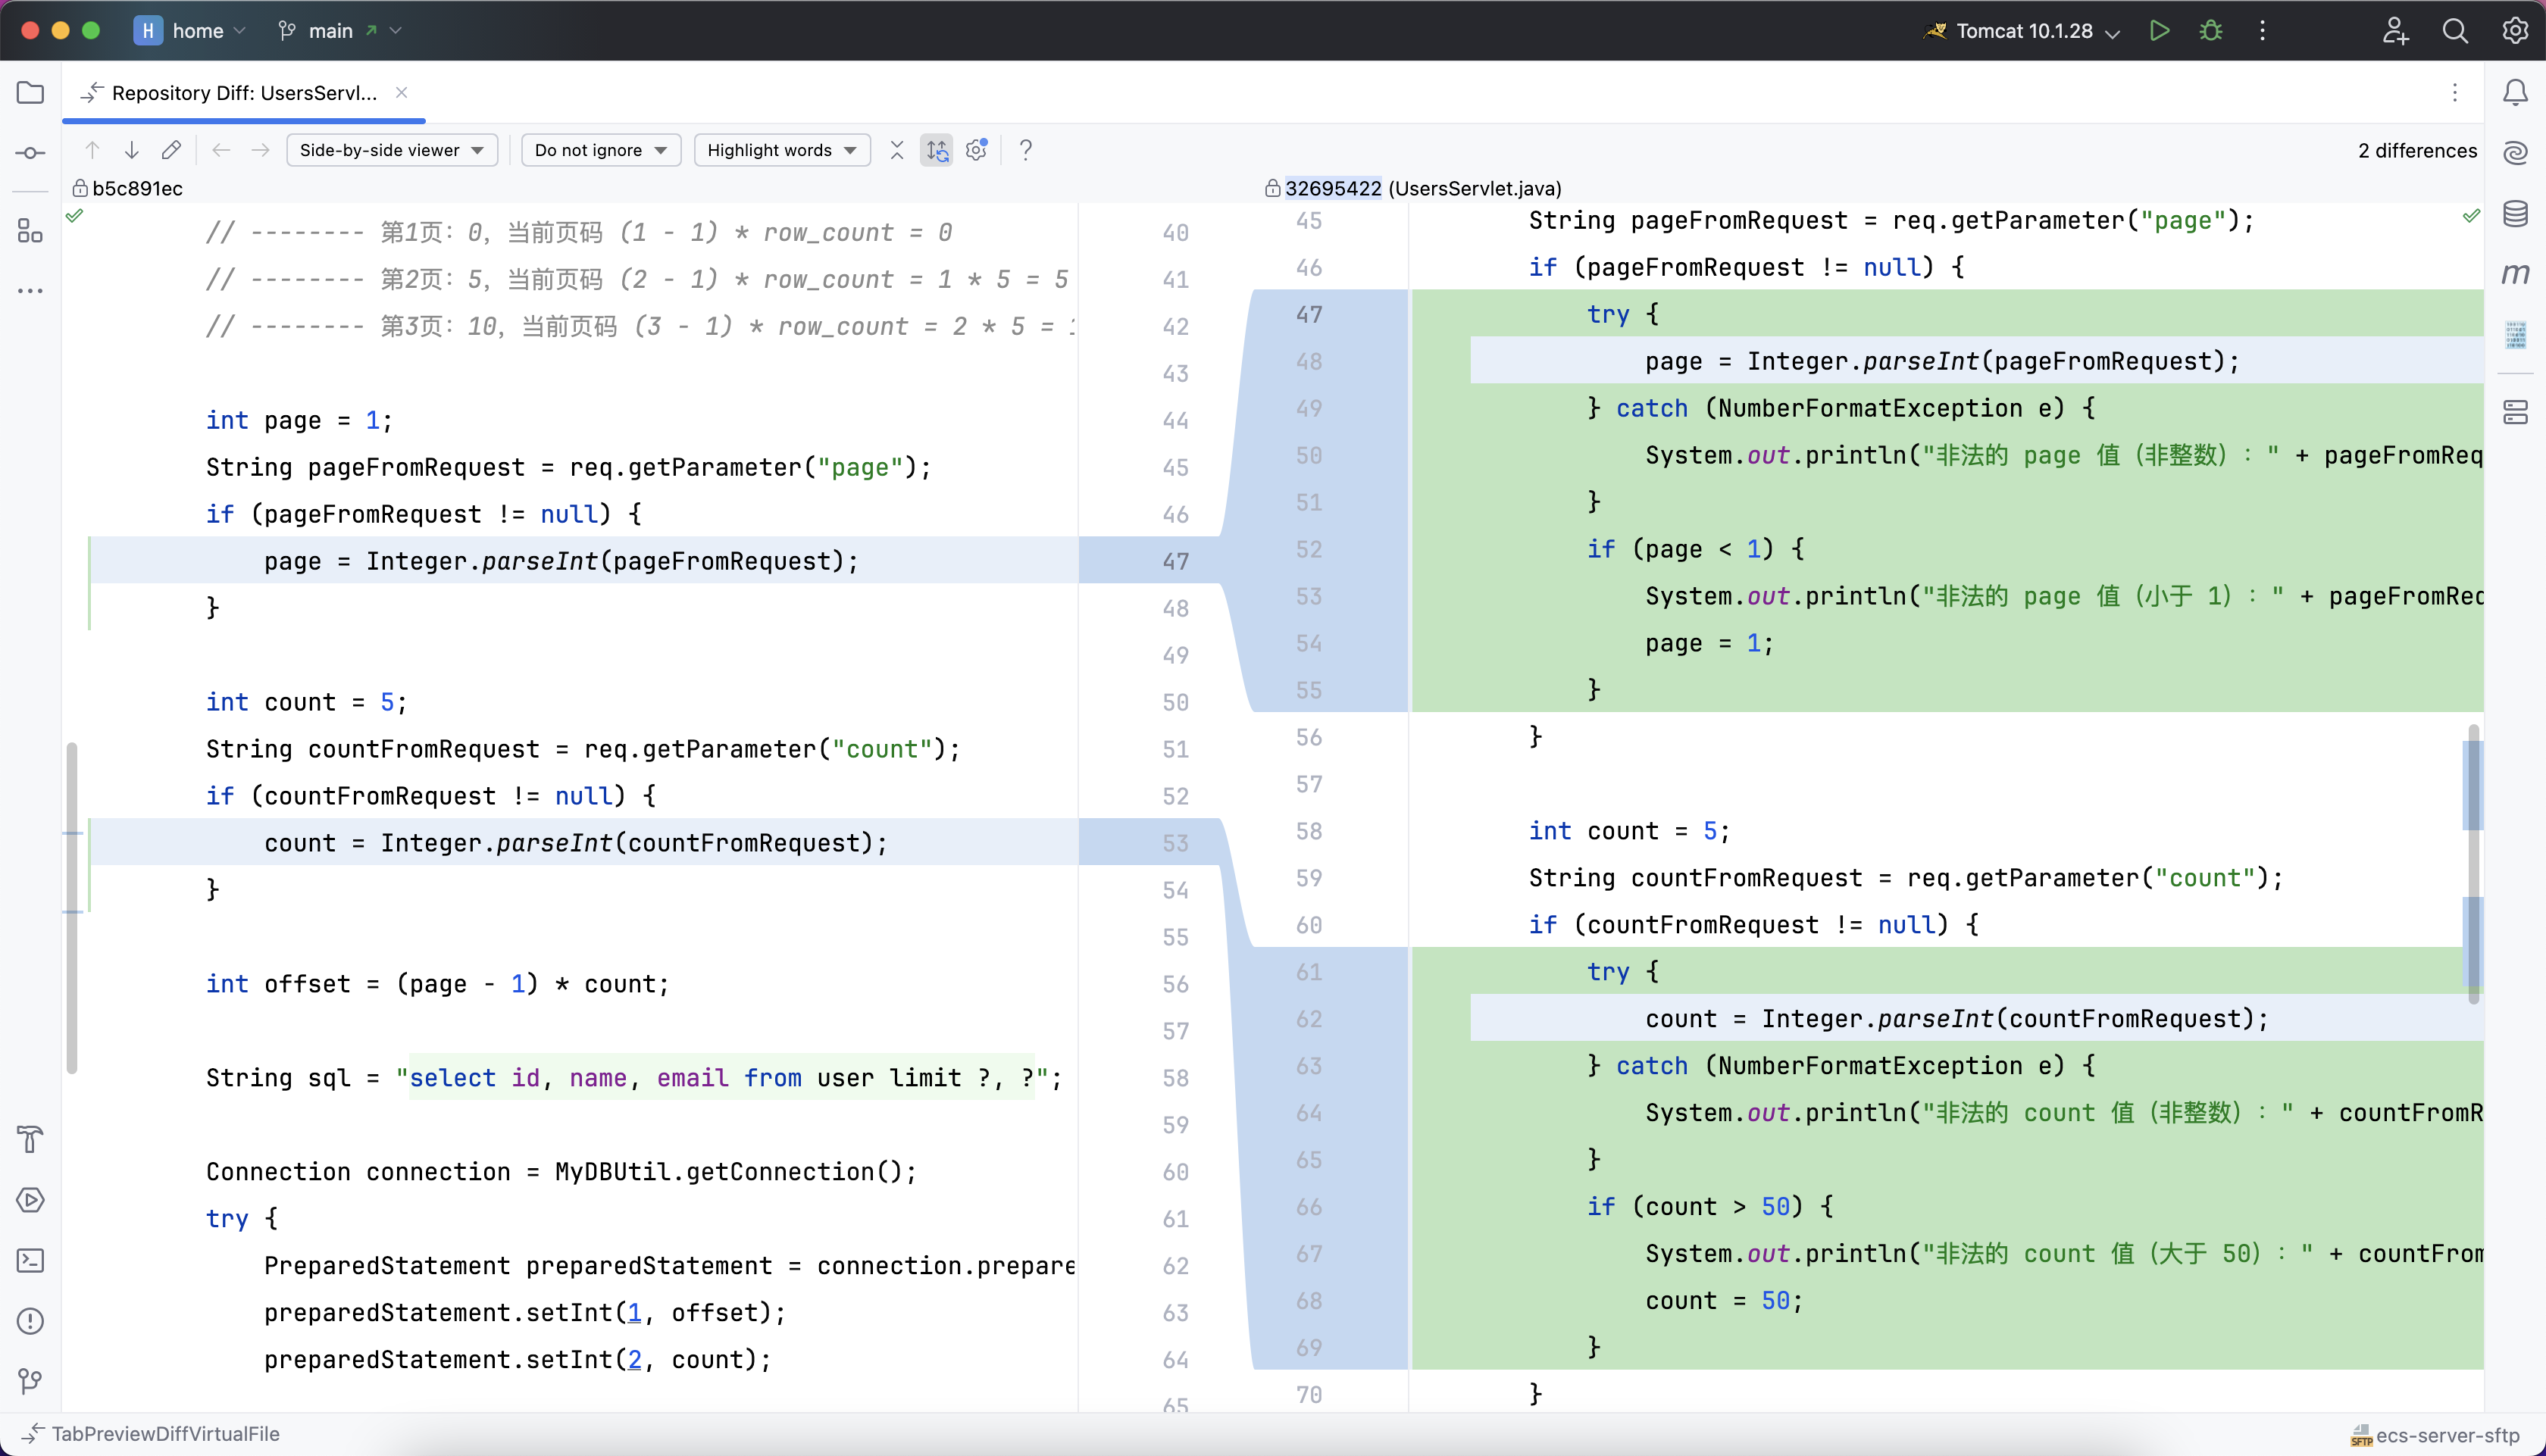 H home main Tomcat 10.1.28
Repository Diff: UsersServl...
Side-by-side viewer Do not ignore Highlight words ? 2 differences
b5c891ec
// -------- 第1页：0，当前页码 (1 - 1) * row_count = 0 40
// -------- 第2页：5，当前页码 (2 - 1) * row_count = 1 * 5 = 5 41
// -------- 第3页：10，当前页码 (3 - 1) * row_count = 2 * 5 = 42
43
int page = 1; 44
String pageFromRequest = req.getParameter("page"); 45
if (pageFromRequest != null) { 46
page = Integer.parseInt(pageFromRequest); 47
} 48
49
int count = 5; 50
String countFromRequest = req.getParameter("count"); 51
if (countFromRequest != null) { 52
count = Integer.parseInt(countFromRequest); 53
} 54
55
int offset = (page - 1) * count; 56
57
String sql = "select id, name, email from user limit ?, ?"; 58
59
Connection connection = MyDBUtil.getConnection(); 60
try { 61
PreparedStatement preparedStatement = connection.prepare 62
preparedStatement.setInt(1, offset); 63
preparedStatement.setInt(2, count); 64
65
32695422 (UsersServlet.java)
45 String pageFromRequest = req.getParameter("page");
46 if (pageFromRequest != null) {
47 try {
48 page = Integer.parseInt(pageFromRequest);
49 } catch (NumberFormatException e) {
50 System.out.println("非法的 page 值（非整数）：" + pageFromReq
51 }
52 if (page < 1) {
53 System.out.println("非法的 page 值（小于 1）：" + pageFromRec
54 page = 1;
55 }
56 }
57
58 int count = 5;
59 String countFromRequest = req.getParameter("count");
60 if (countFromRequest != null) {
61 try {
62 count = Integer.parseInt(countFromRequest);
63 } catch (NumberFormatException e) {
64 System.out.println("非法的 count 值（非整数）：" + countFromR
65 }
66 if (count > 50) {
67 System.out.println("非法的 count 值（大于 50）：" + countFrom
68 count = 50;
69 }
70 }
m
TabPreviewDiffVirtualFile
SFTP ecs-server-sftp